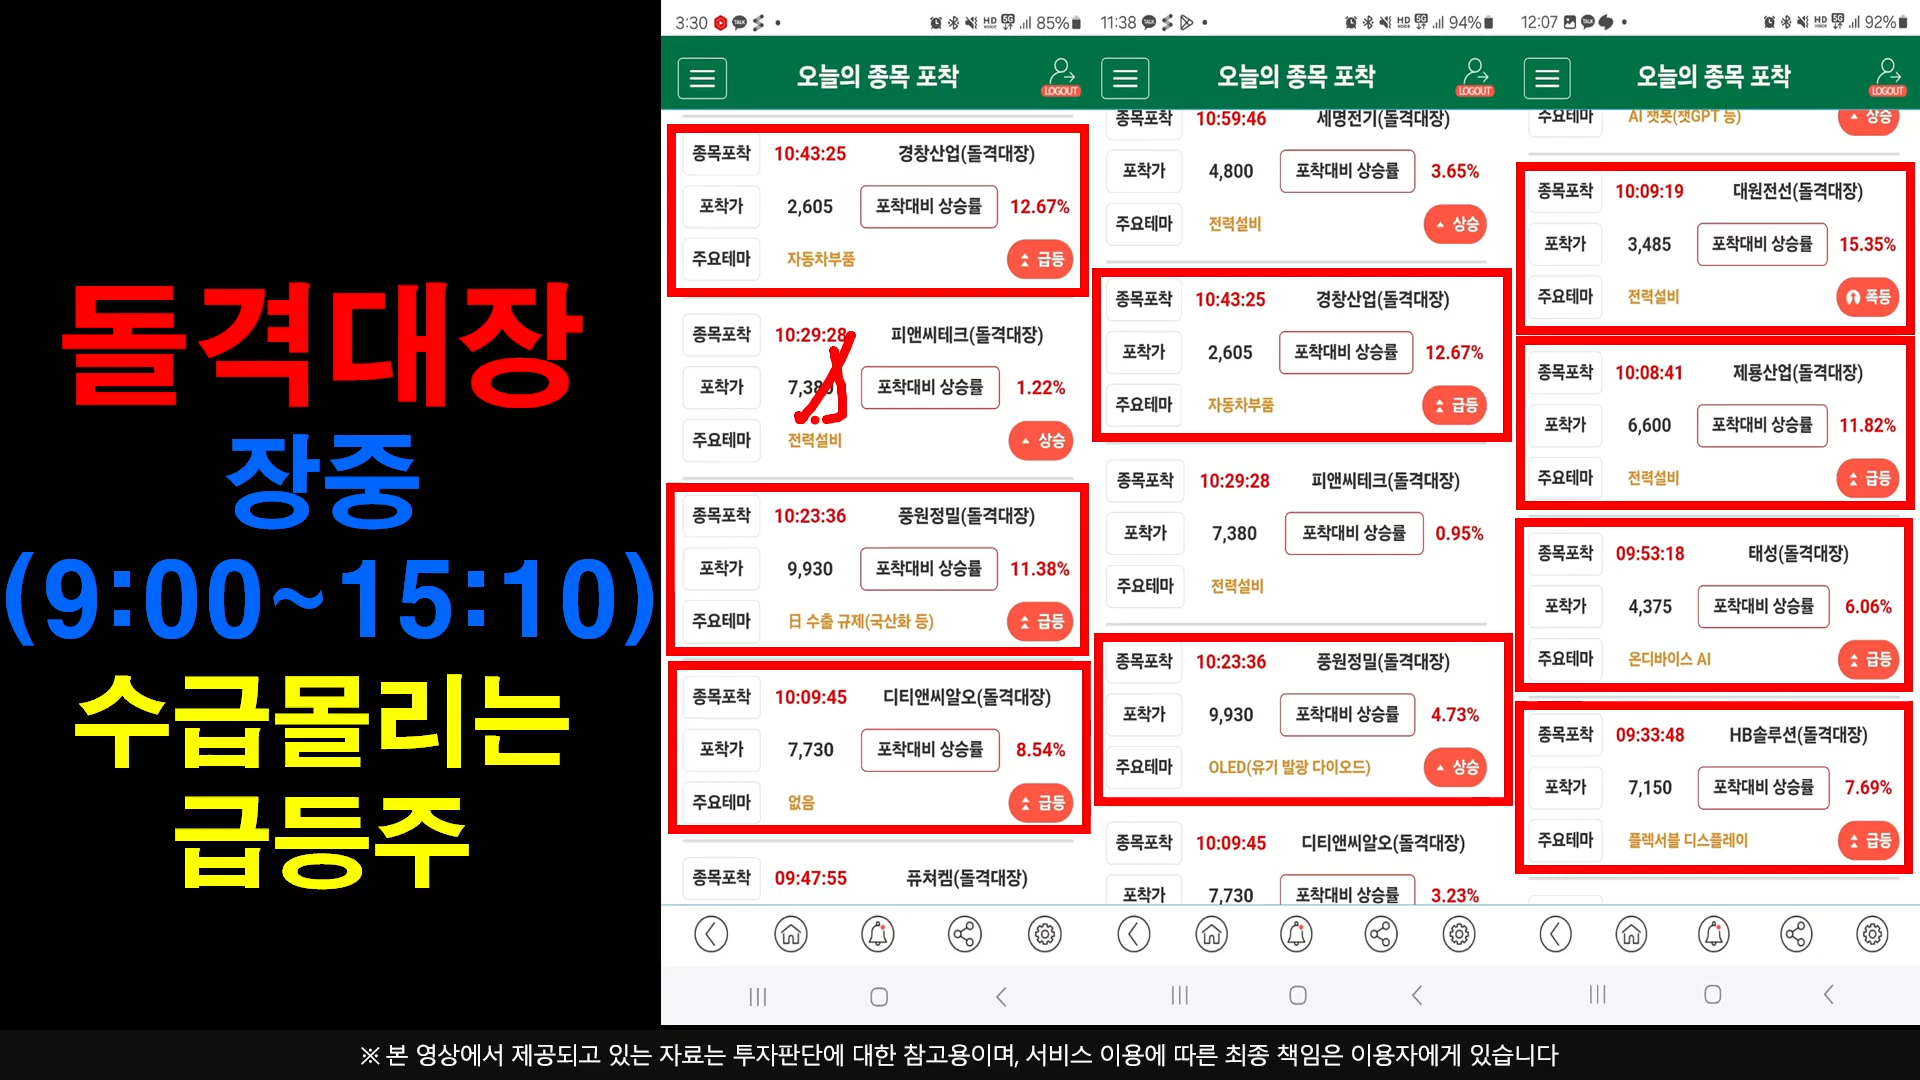 돌격대장
장중
(9:00~15:10)
수급몰리는
급등주
3:30 TALK HD VOICE 5G 85%
오늘의 종목 포착
LOGOUT
종목포착 10:43:25 경창산업(돌격대장)
포착가 2,605 포착대비 상승률 12.67%
주요테마 자동차부품 급등
종목포착 10:29:28 피앤씨테크(돌격대장)
포착가 7,380 포착대비 상승률 1.22%
주요테마 전력설비 상승
종목포착 10:23:36 풍원정밀(돌격대장)
포착가 9,930 포착대비 상승률 11.38%
주요테마 日 수출 규제(국산화 등) 급등
종목포착 10:09:45 디티앤씨알오(돌격대장)
포착가 7,730 포착대비 상승률 8.54%
주요테마 없음 급등
종목포착 09:47:55 퓨쳐켐(돌격대장)
11:38 TALK HD VOICE 5G 94%
오늘의 종목 포착
LOGOUT
종목포착 10:59:46 세명전기(돌격대장)
포착가 4,800 포착대비 상승률 3.65%
주요테마 전력설비 상승
종목포착 10:43:25 경창산업(돌격대장)
포착가 2,605 포착대비 상승률 12.67%
주요테마 자동차부품 급등
종목포착 10:29:28 피앤씨테크(돌격대장)
포착가 7,380 포착대비 상승률 0.95%
주요테마 전력설비
종목포착 10:23:36 풍원정밀(돌격대장)
포착가 9,930 포착대비 상승률 4.73%
주요테마 OLED(유기 발광 다이오드) 상승
종목포착 10:09:45 디티앤씨알오(돌격대장)
포착가 7,730 포착대비 상승률 3.23%
12:07 TALK HD VOICE 5G 92%
오늘의 종목 포착
LOGOUT
주요테마 AI 챗봇(챗GPT 등) 상승
종목포착 10:09:19 대원전선(돌격대장)
포착가 3,485 포착대비 상승률 15.35%
주요테마 전력설비 폭등
종목포착 10:08:41 제룡산업(돌격대장)
포착가 6,600 포착대비 상승률 11.82%
주요테마 전력설비 급등
종목포착 09:53:18 태성(돌격대장)
포착가 4,375 포착대비 상승률 6.06%
주요테마 온디바이스 AI 급등
종목포착 09:33:48 HB솔루션(돌격대장)
포착가 7,150 포착대비 상승률 7.69%
주요테마 플렉서블 디스플레이 급등
※ 본 영상에서 제공되고 있는 자료는 투자판단에 대한 참고용이며, 서비스 이용에 따른 최종 책임은 이용자에게 있습니다